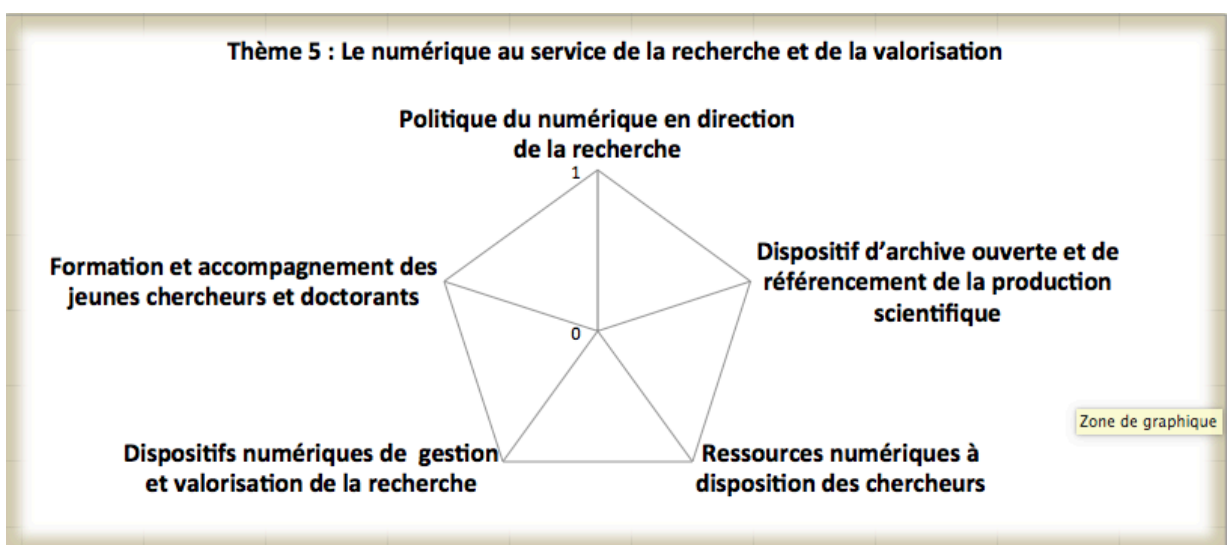 Thème 5 : Le numérique au service de la recherche et de la valorisation
Politique du numérique en direction
de la recherche
1
Dispositif d’archive ouverte et de
référencement de la production
scientifique
Formation et accompagnement des
jeunes chercheurs et doctorants
0
Zone de graphique
Dispositifs numériques de gestion
et valorisation de la recherche
Ressources numériques à
disposition des chercheurs